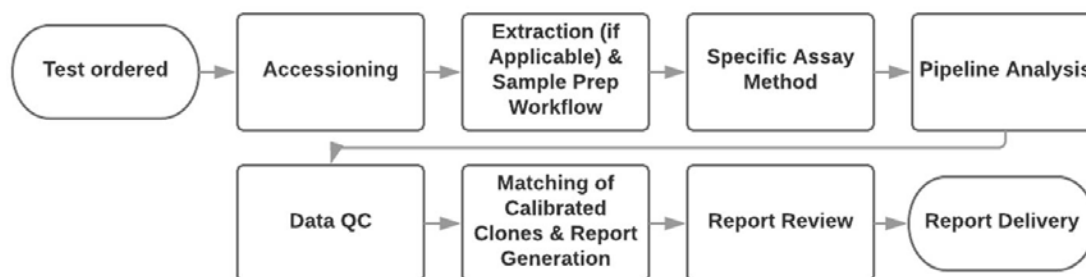 Test ordered
Accessioning
Extraction (if
Applicable) &
Sample Prep
Workflow
Specific Assay
Method
Pipeline Analysis
Data QC
Matching of
Calibrated
Clones & Report
Generation
Report Review
Report Delivery